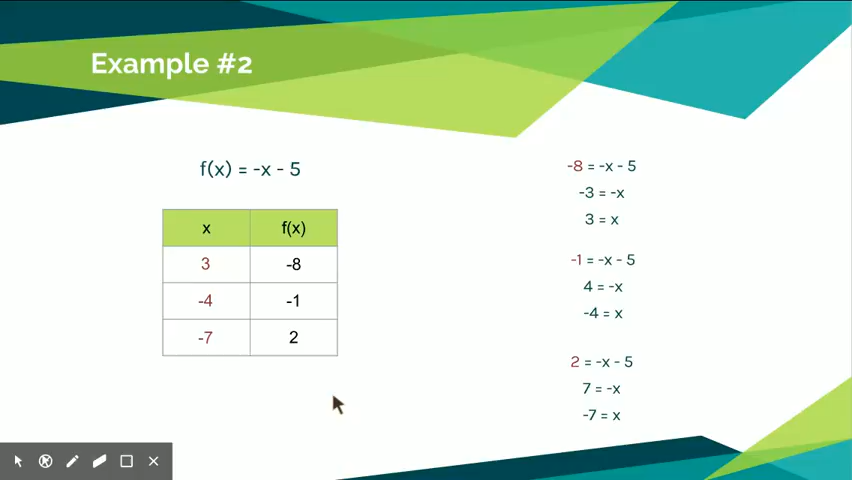 Example #2
f(x) = -x - 5
x f(x)
3 -8
-4 -1
-7 2
-8 = -x - 5
-3 = -x
3 = x
-1 = -x - 5
4 = -x
-4 = x
2 = -x - 5
7 = -x
-7 = x